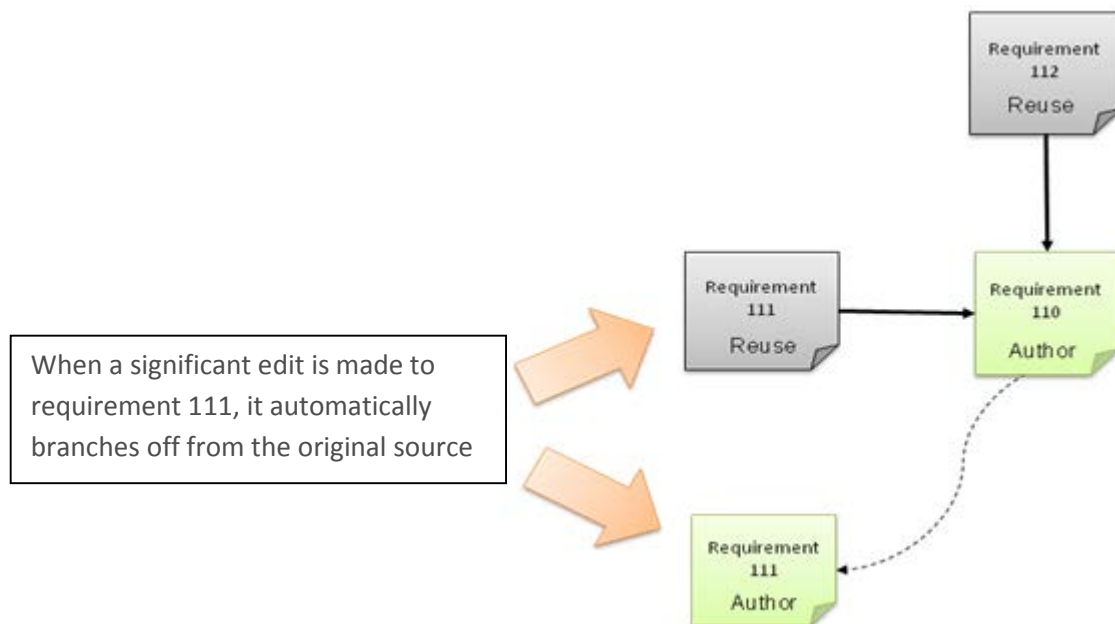 Requirement
112
Reuse
Requirement
111
Reuse
Requirement
110
Author
When a significant edit is made to
requirement 111, it automatically
branches off from the original source
Requirement
111
Author